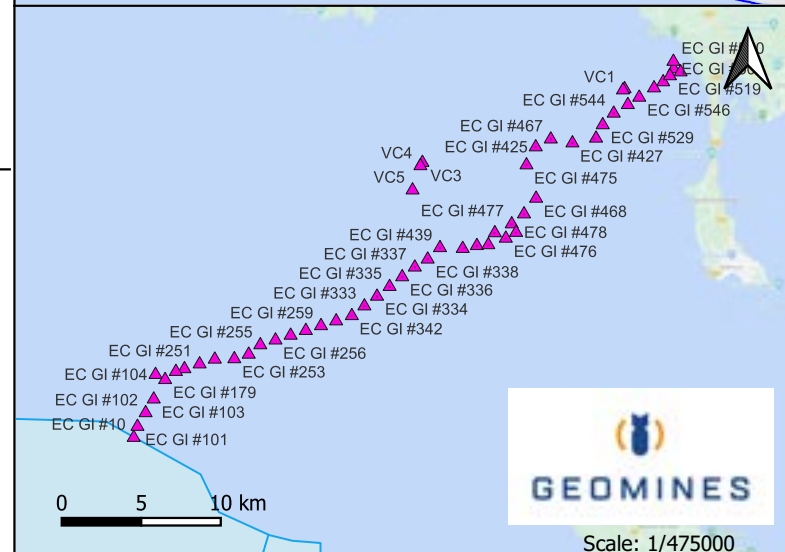 EC GI
EC GI
VC1
EC GI #519
EC GI #544
EC GI #546
EC GI #467
EC GI #529
EC GI #425
EC GI #427
VC4
VC3
EC GI #475
VC5
EC GI #477
EC GI #468
EC GI #439
EC GI #478
EC GI #337
EC GI #476
EC GI #335
EC GI #338
EC GI #333
EC GI #336
EC GI #259
EC GI #334
EC GI #255
EC GI #342
EC GI #251
EC GI #256
EC GI #104
EC GI #253
EC GI #102
EC GI #179
EC GI #103
EC GI #10
EC GI #101
GEOMINES
0 5 10 km
Scale: 1/475000